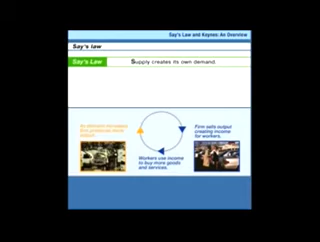 Say's Law and Keynes: An Overview
Say's law
Say's Law
Supply creates its own demand.
Firm sells output
creating income
for workers.
Workers use income
to buy more goods
and services.